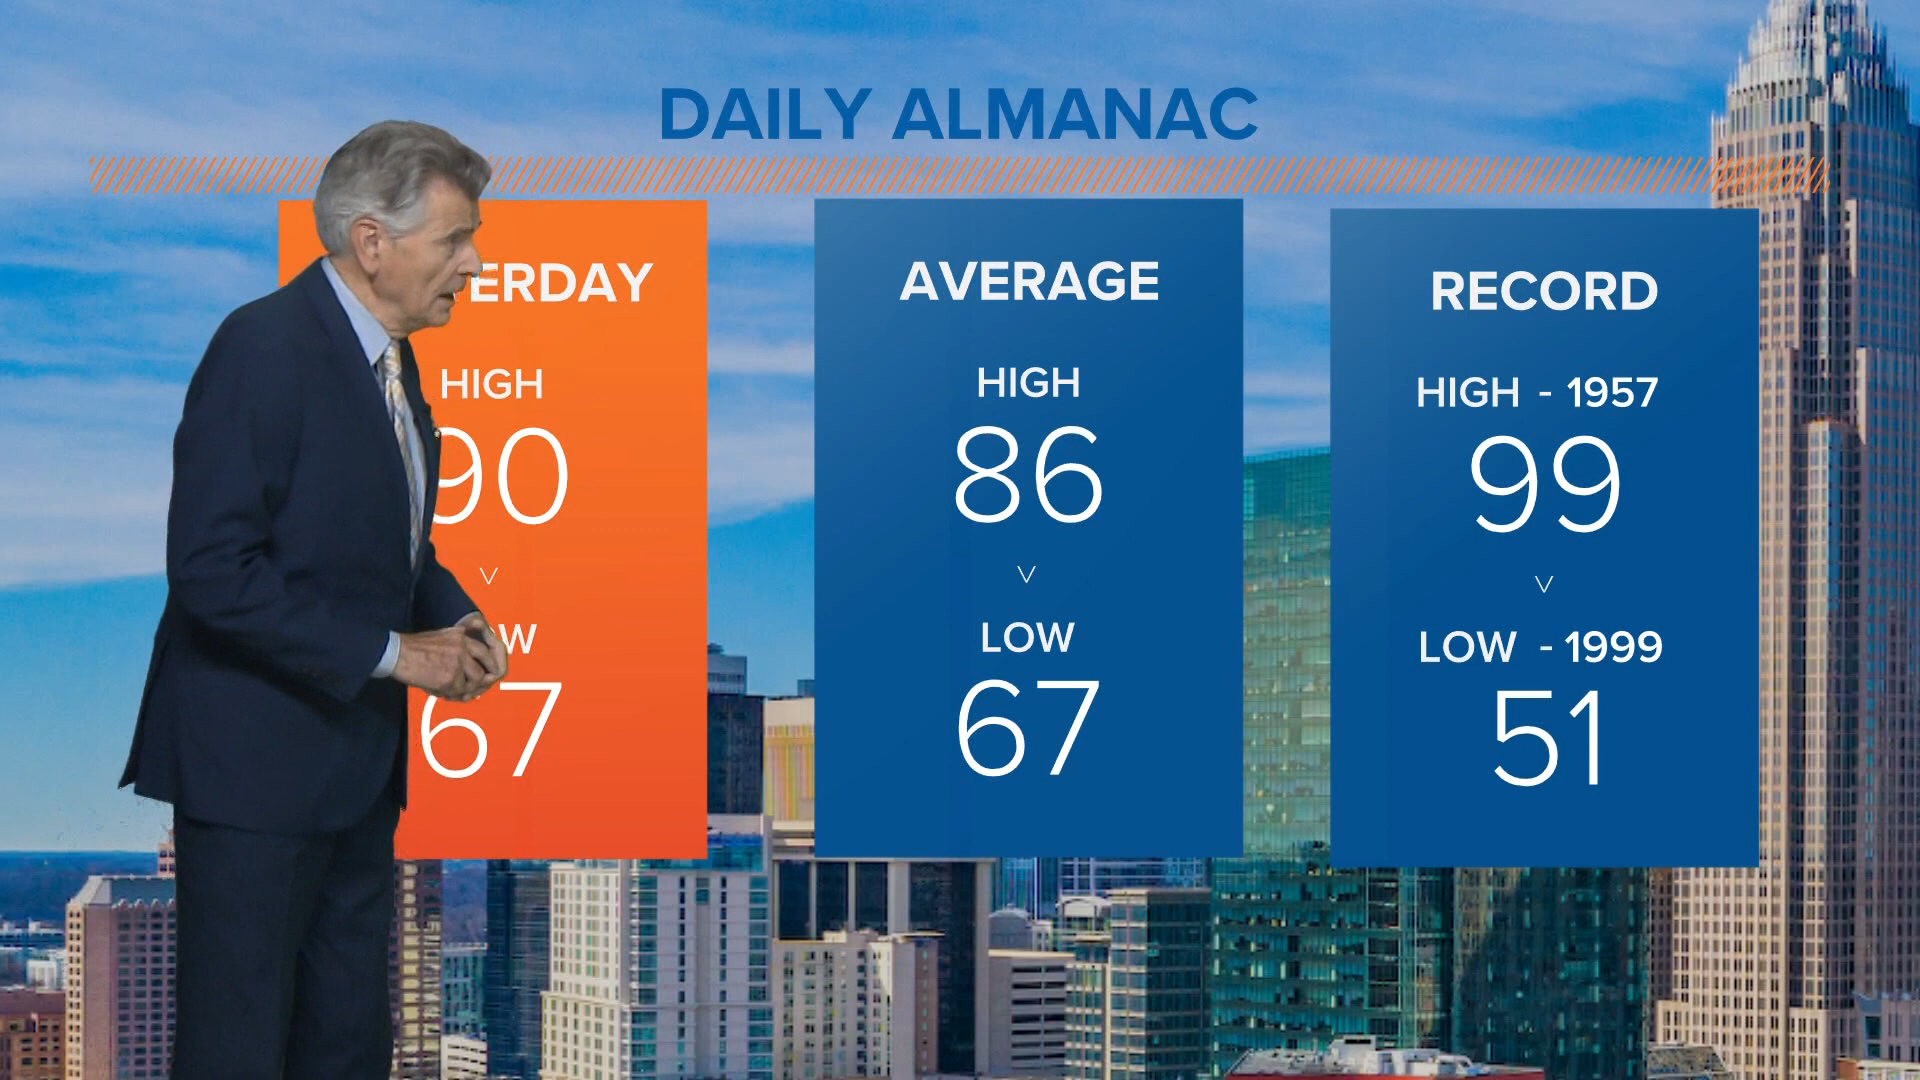 DAILY ALMANAC
ERDAY
HIGH
90
67
AVERAGE
HIGH
86
LOW
67
RECORD
HIGH - 1957
99
LOW - 1999
51